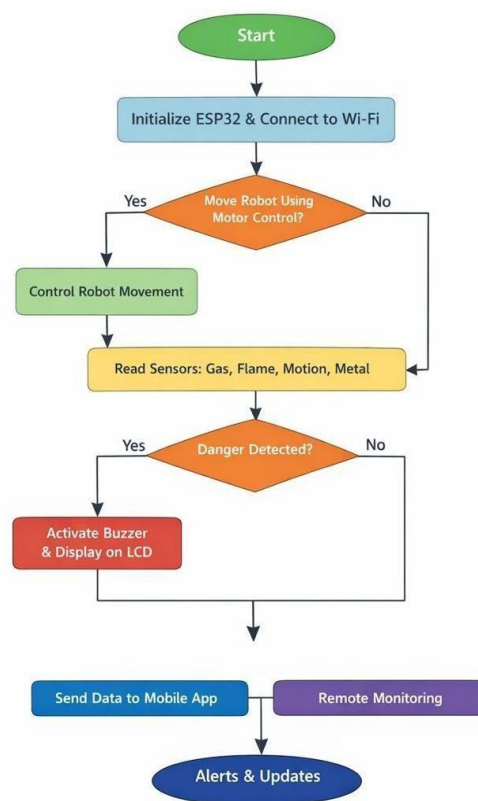 Start
Initialize ESP32 & Connect to Wi-Fi
Yes
Move Robot Using
Motor Control?
No
Control Robot Movement
Read Sensors: Gas, Flame, Motion, Metal
Yes
Danger Detected?
No
Activate Buzzer
& Display on LCD
Send Data to Mobile App
Remote Monitoring
Alerts & Updates